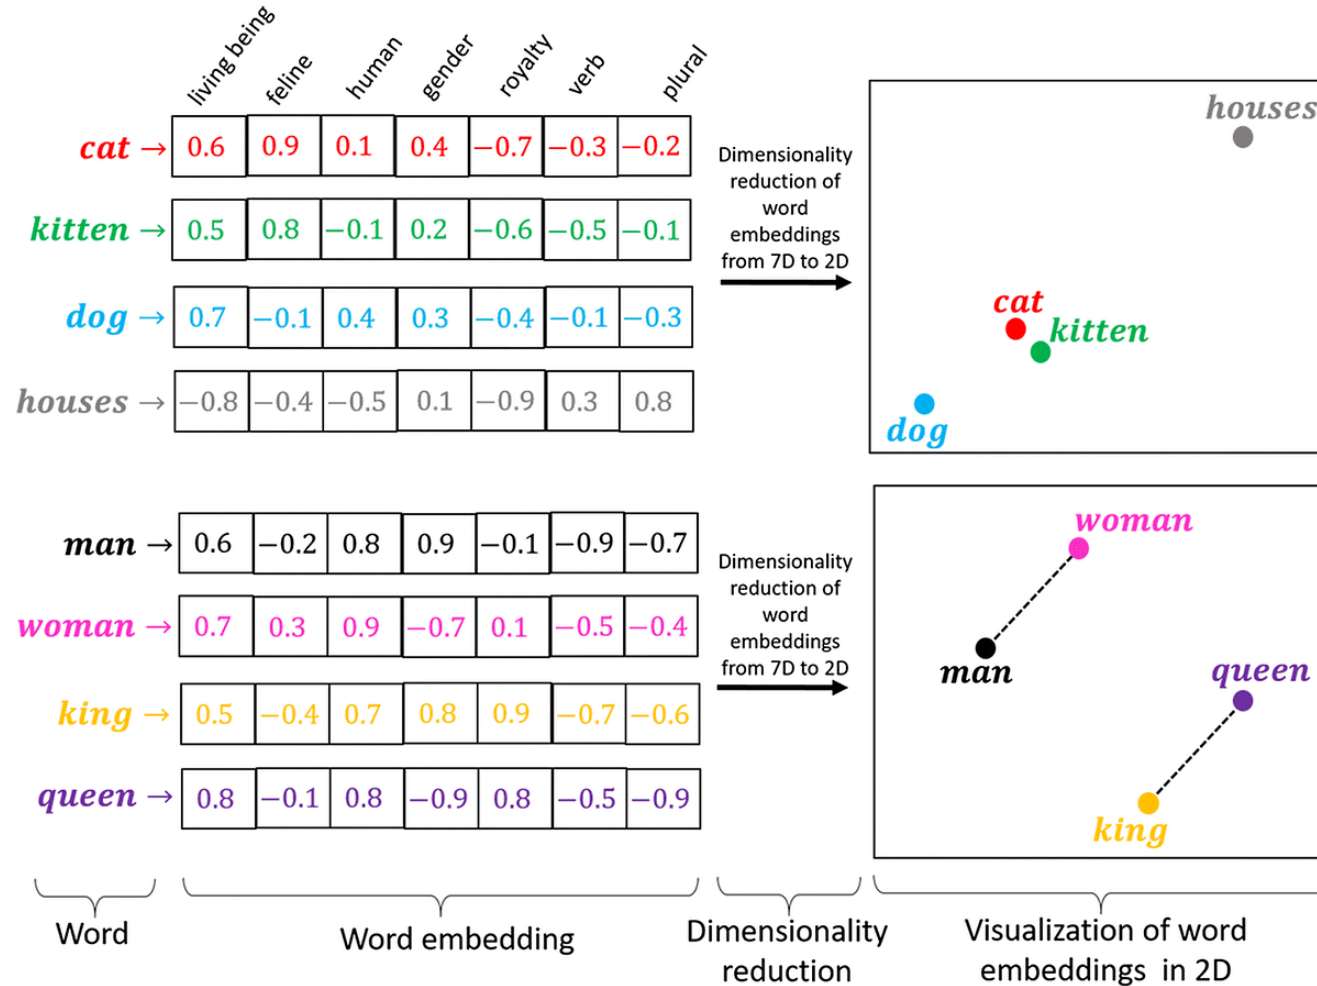 living being feline human gender royalty verb plural
cat → 0.6 0.9 0.1 0.4 −0.7 −0.3 −0.2
kitten → 0.5 0.8 −0.1 0.2 −0.6 −0.5 −0.1
dog → 0.7 −0.1 0.4 0.3 −0.4 −0.1 −0.3
houses → −0.8 −0.4 −0.5 0.1 −0.9 0.3 0.8
Dimensionality
reduction of
word
embeddings
from 7D to 2D
houses
cat
kitten
dog
man → 0.6 −0.2 0.8 0.9 −0.1 −0.9 −0.7
woman → 0.7 0.3 0.9 −0.7 0.1 −0.5 −0.4
king → 0.5 −0.4 0.7 0.8 0.9 −0.7 −0.6
queen → 0.8 −0.1 0.8 −0.9 0.8 −0.5 −0.9
Dimensionality
reduction of
word
embeddings
from 7D to 2D
woman
man
queen
king
Word
Word embedding
Dimensionality
reduction
Visualization of word
embeddings in 2D